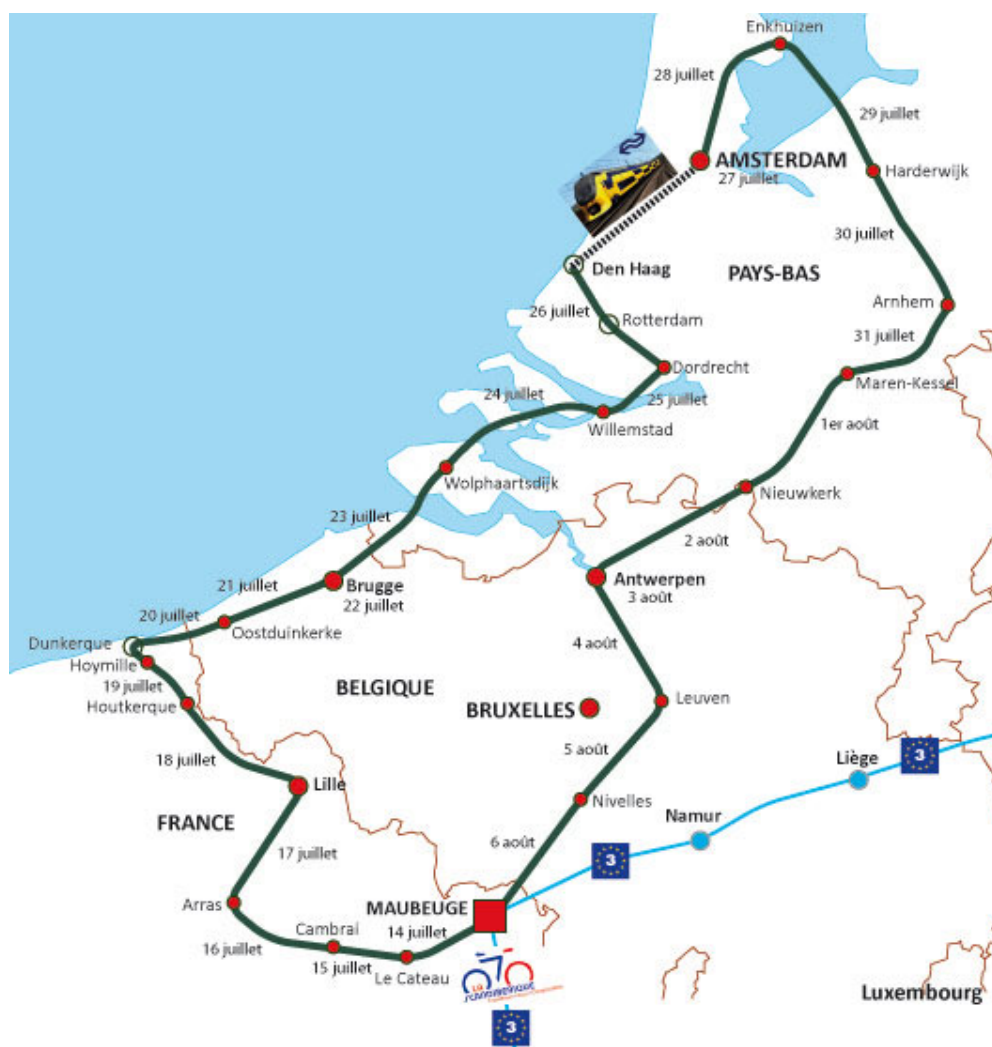 Enkhuizen
28 juillet
29 juillet
AMSTERDAM
27 juillet
Harderwijk
30 juillet
Den Haag
PAYS-BAS
Arnhem
26 juillet
Rotterdam
31 juillet
Dordrecht
Maren-Kessel
24 juillet
25 juillet
Willemstad
1er août
Wolphaartsdijk
Nieuwkerk
23 juillet
2 août
Antwerpen
3 août
21 juillet
Brugge
22 juillet
20 juillet
Oostduinkerke
Dunkerque
4 août
Hoymille
19 juillet
BELGIQUE
Leuven
Houtkerque
BRUXELLES
18 juillet
5 août
Liège
3
Lille
Nivelles
FRANCE
Namur
17 juillet
6 août
3
Arras
MAUBEUGE
Cambrai
14 juillet
16 juillet
15 juillet
Le Cateau
LA
Scandibérique
Luxembourg
3